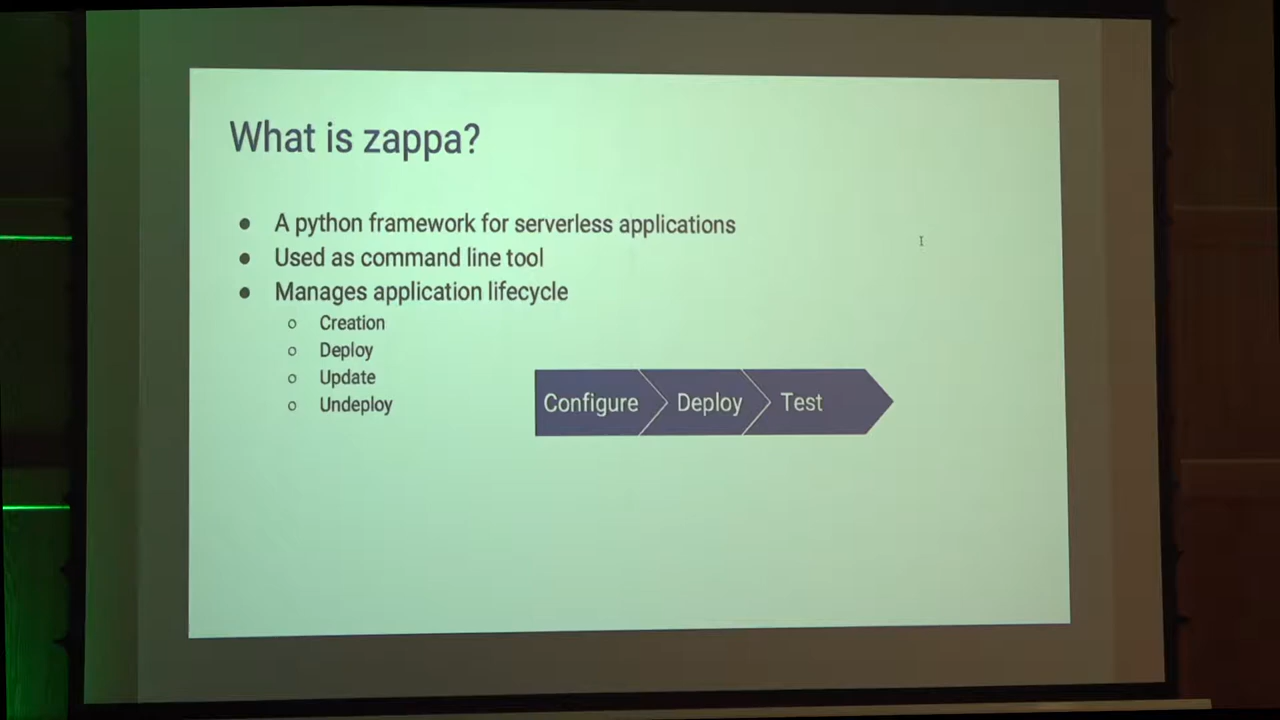 What is zappa?
● A python framework for serverless applications
● Used as command line tool
● Manages application lifecycle
○ Creation
○ Deploy
○ Update
○ Undeploy
Configure
Deploy
Test